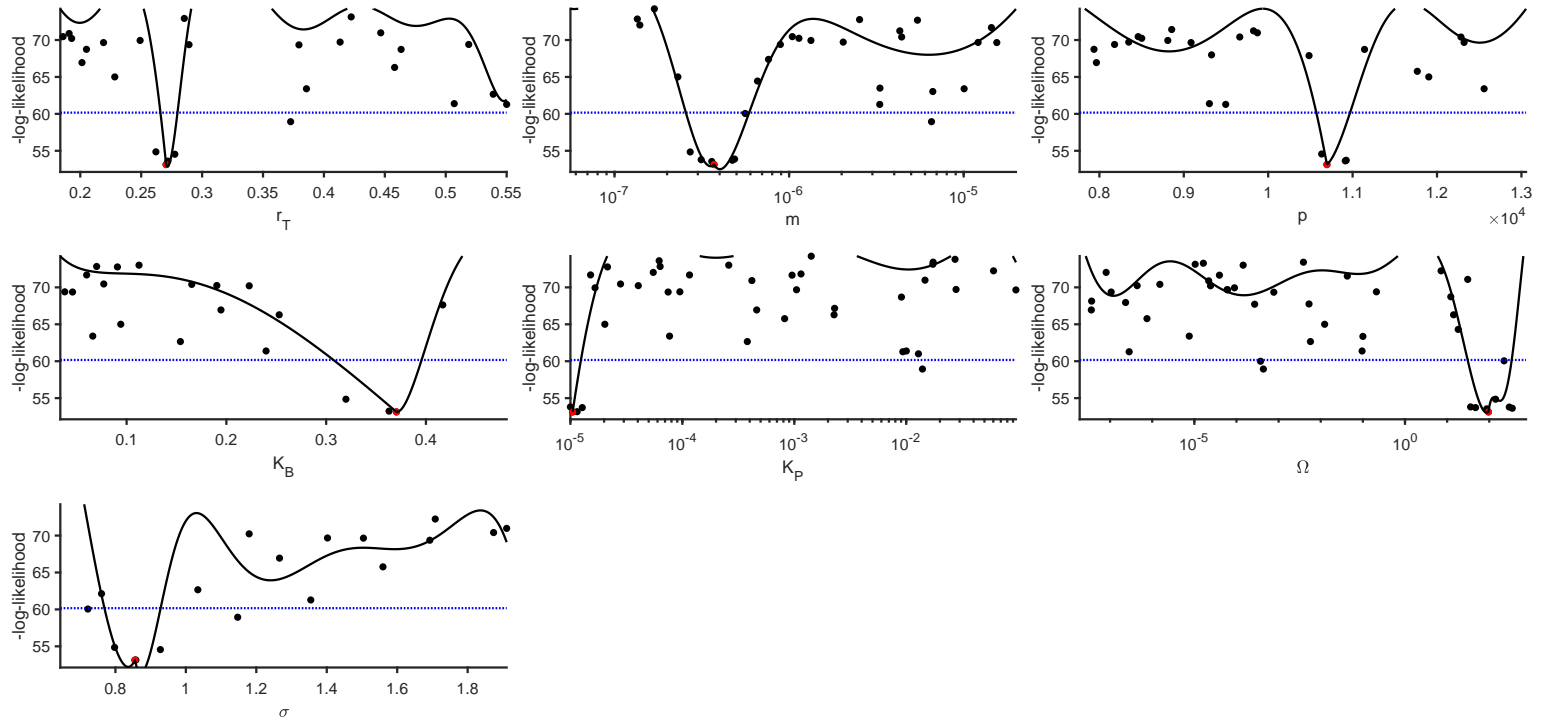 -log-likelihood
70
65
60
55
0.2 0.25 0.3 0.35 0.4 0.45 0.5 0.55
r_T
-log-likelihood
70
65
60
55
10^-7 10^-6 10^-5
m
-log-likelihood
70
65
60
55
0.8 0.9 1 1.1 1.2 1.3
p
×10^4
-log-likelihood
70
65
60
55
0.1 0.2 0.3 0.4
K_B
-log-likelihood
70
65
60
55
10^-5 10^-4 10^-3 10^-2
K_P
-log-likelihood
70
65
60
55
10^-5 10^0
Ω
-log-likelihood
70
65
60
55
0.8 1 1.2 1.4 1.6 1.8
σ